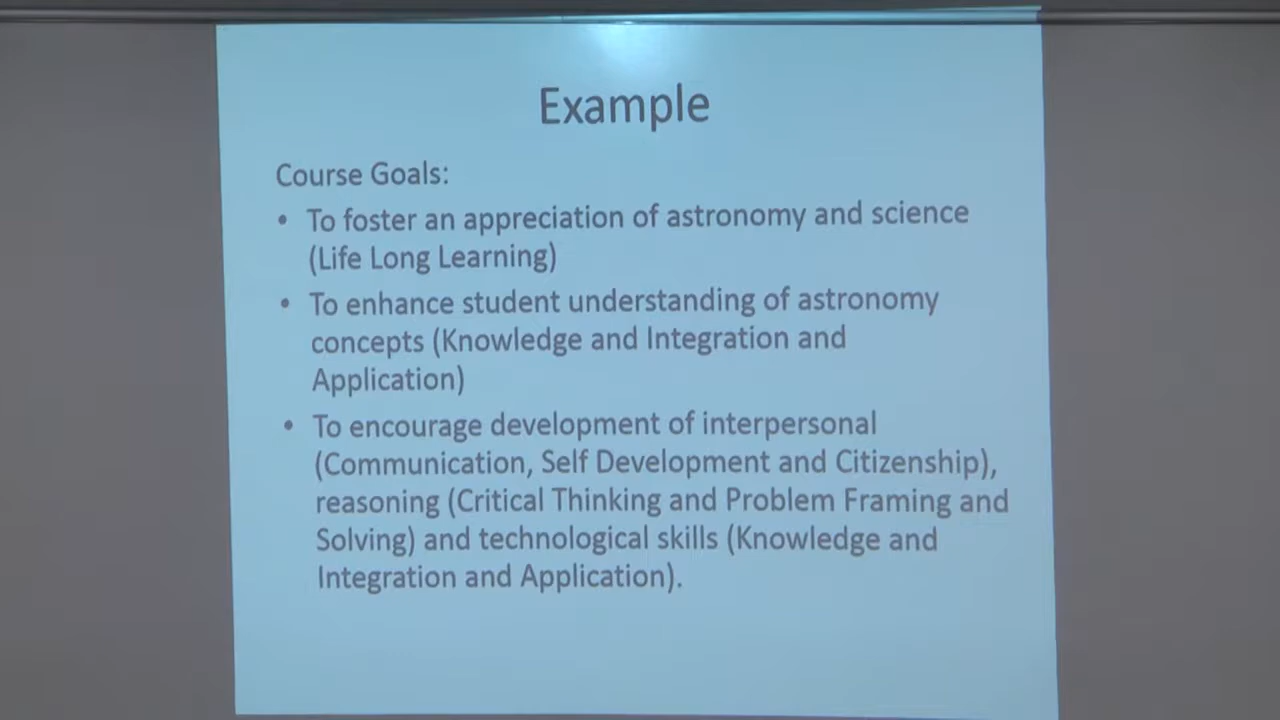 Example
Course Goals:
• To foster an appreciation of astronomy and science
(Life Long Learning)
• To enhance student understanding of astronomy
concepts (Knowledge and Integration and
Application)
• To encourage development of interpersonal
(Communication, Self Development and Citizenship),
reasoning (Critical Thinking and Problem Framing and
Solving) and technological skills (Knowledge and
Integration and Application).